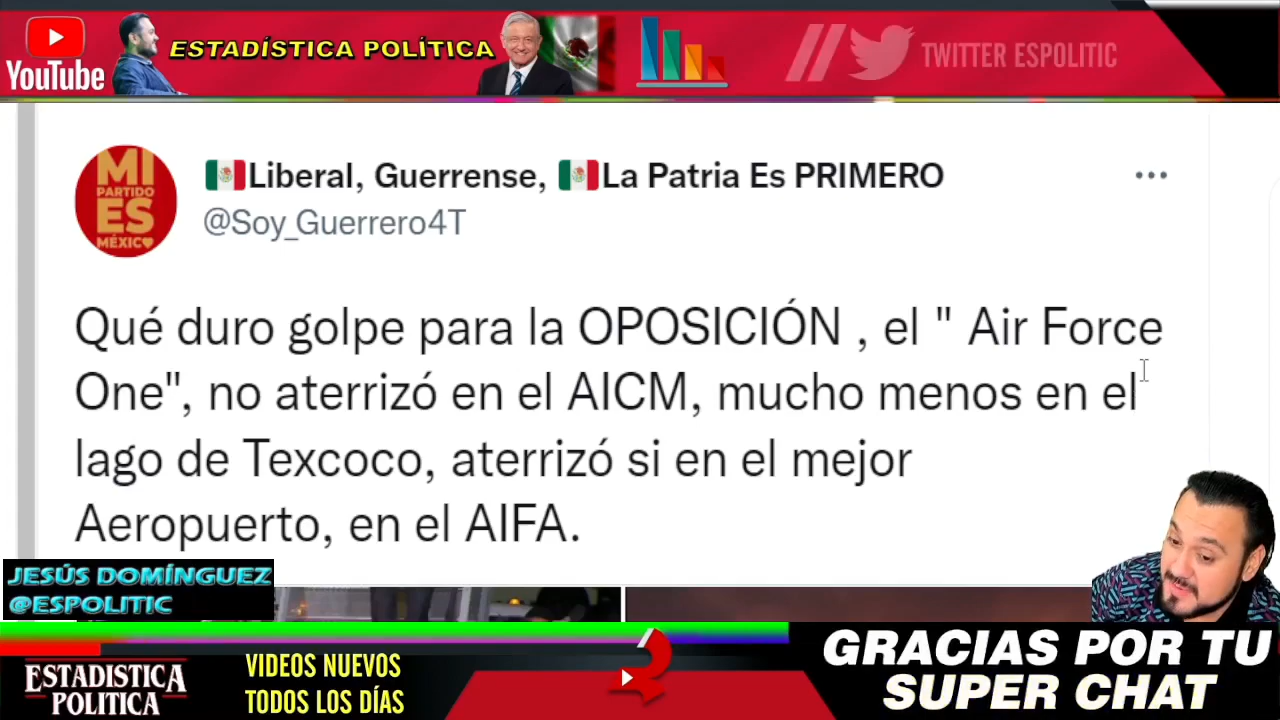 YouTube
ESTADÍSTICA POLÍTICA
TWITTER ESPOLITIC
MI
PARTIDO
ES
MÉXICO
Liberal, Guerrense, La Patria Es PRIMERO
@Soy_Guerrero4T
Qué duro golpe para la OPOSICIÓN , el " Air Force
One", no aterrizó en el AICM, mucho menos en el
lago de Texcoco, aterrizó si en el mejor
Aeropuerto, en el AIFA.
JESÚS DOMÍNGUEZ
@ESPOLITIC
ESTADISTICA
POLÍTICA
VIDEOS NUEVOS
TODOS LOS DÍAS
GRACIAS POR TU
SUPER CHAT